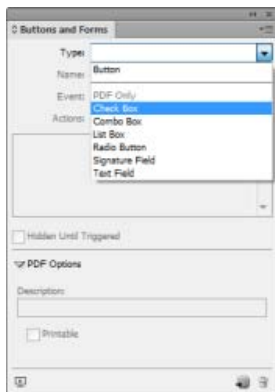 Buttons and Forms
Type:
Name:
Button
Event:
PDF Only
Check Box
Actions:
Combo Box
List Box
Radio Button
Signature Field
Text Field
Hidden Until Triggered
PDF Options
Description:
Printable